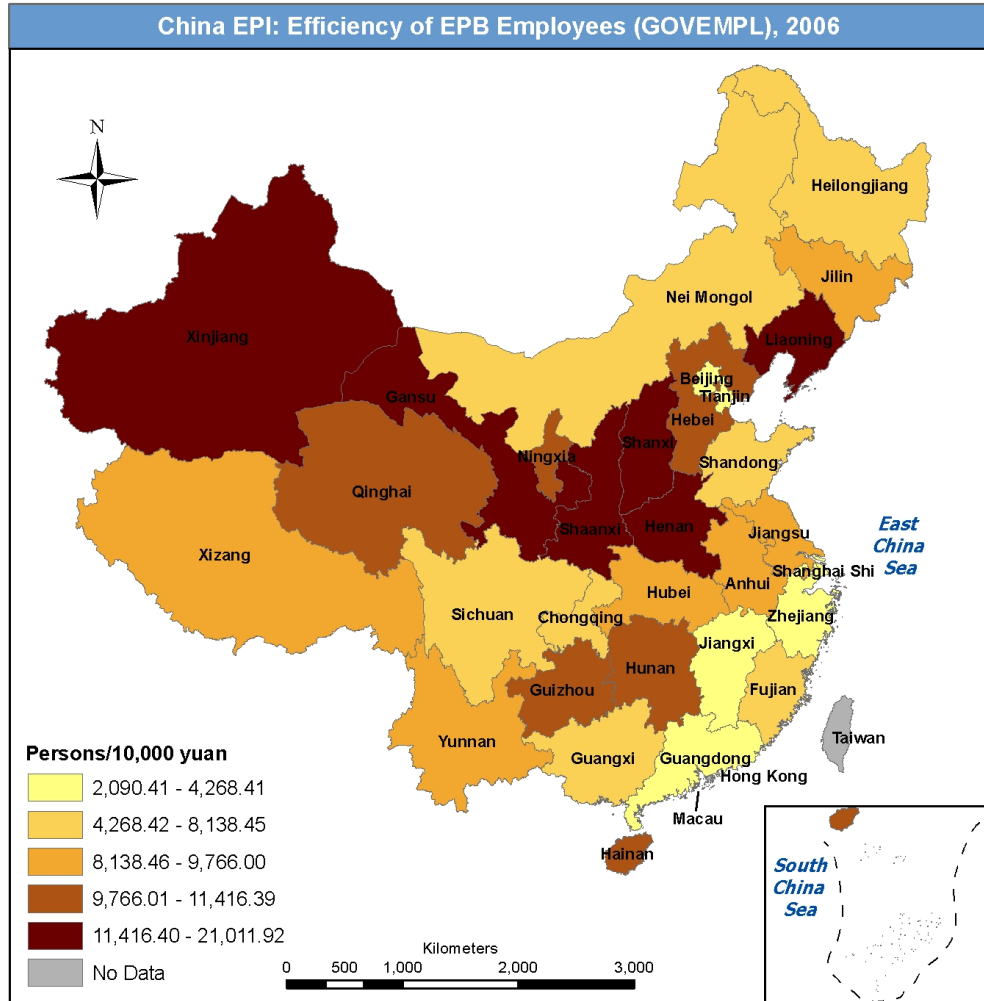 China EPI: Efficiency of EPB Employees (GOVEMPL), 2006
N
Heilongjiang
Jilin
Nei Mongol
Liaoning
Xinjiang
Beijing
Tianjin
Gansu
Hebei
Shanxi
Ningxia
Shandong
Qinghai
Shaanxi
Henan
Jiangsu
East
China
Sea
Xizang
Shanghai Shi
Anhui
Hubei
Sichuan
Chongqing
Zhejiang
Jiangxi
Hunan
Guizhou
Fujian
Taiwan
Yunnan
Guangxi
Guangdong
Hong Kong
Macau
Hainan
Persons/10,000 yuan
2,090.41 - 4,268.41
4,268.42 - 8,138.45
8,138.46 - 9,766.00
9,766.01 - 11,416.39
11,416.40 - 21,011.92
No Data
Kilometers
0 500 1,000 2,000 3,000
South
China
Sea